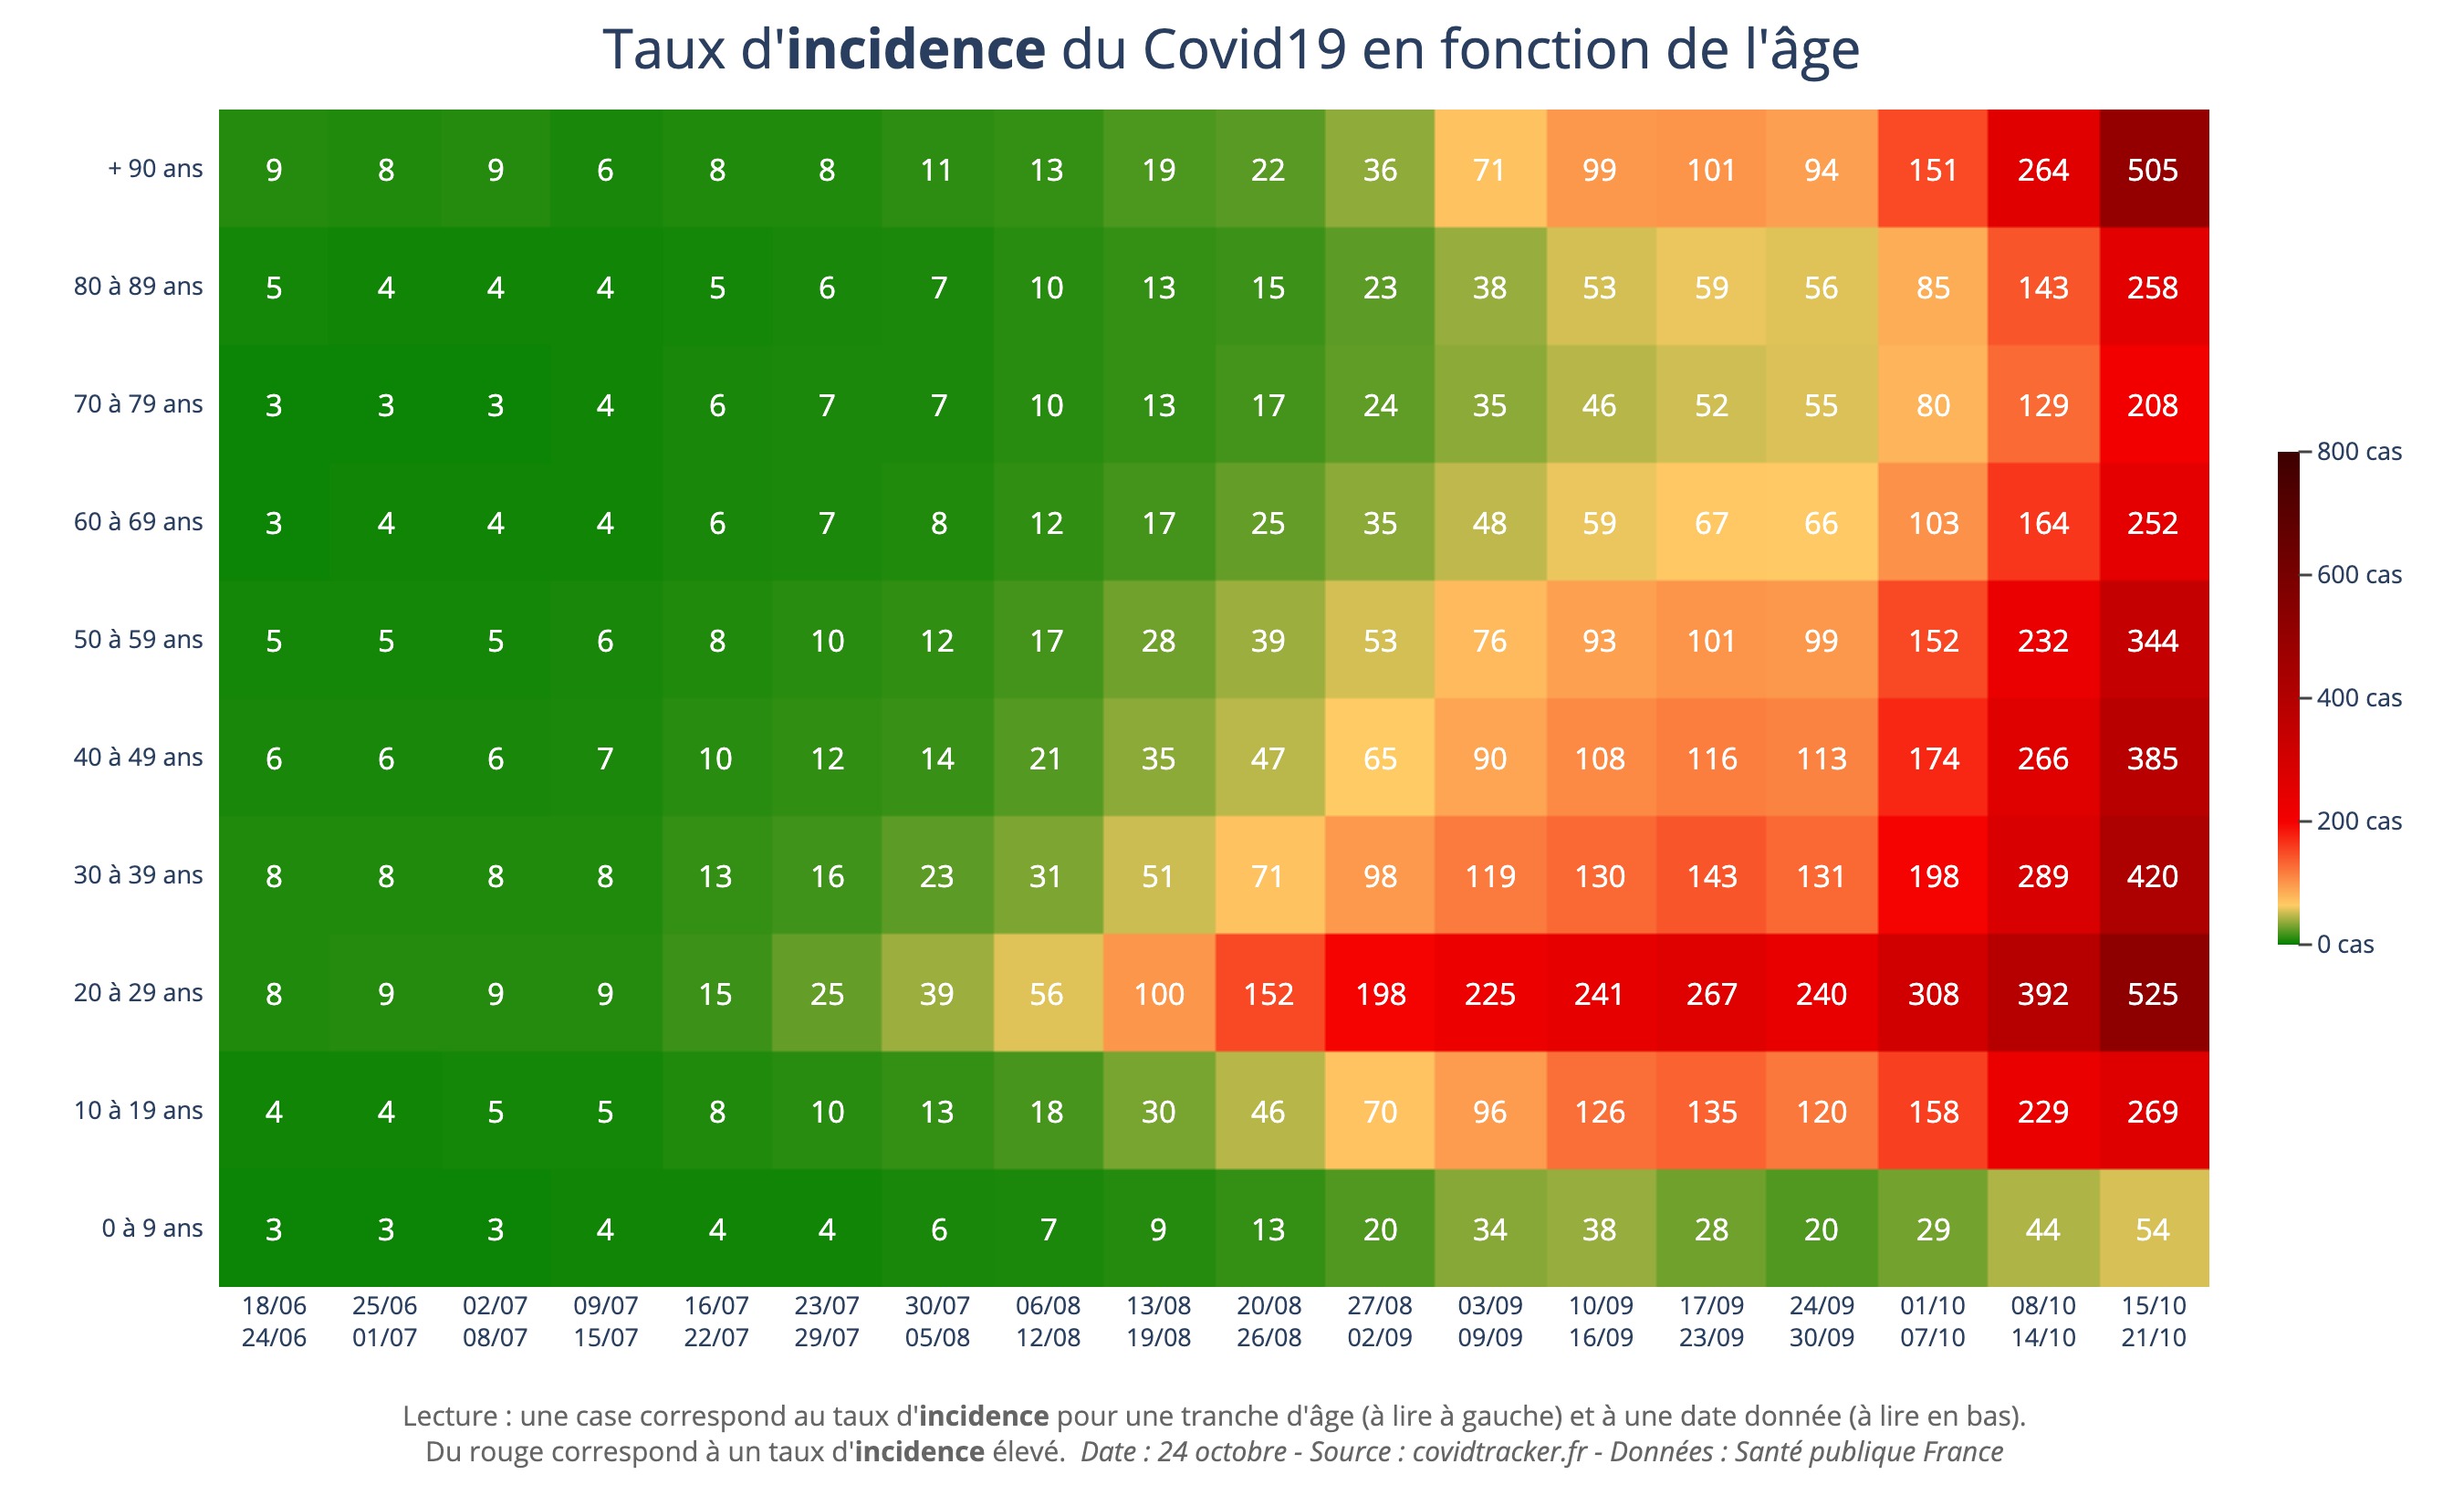 Taux d'incidence du Covid19 en fonction de l'âge
+ 90 ans 9 8 9 6 8 8 11 13 19 22 36 71 99 101 94 151 264 505
80 à 89 ans 5 4 4 4 5 6 7 10 13 15 23 38 53 59 56 85 143 258
70 à 79 ans 3 3 3 4 6 7 7 10 13 17 24 35 46 52 55 80 129 208
800 cas
60 à 69 ans 3 4 4 4 6 7 8 12 17 25 35 48 59 67 66 103 164 252
600 cas
50 à 59 ans 5 5 5 6 8 10 12 17 28 39 53 76 93 101 99 152 232 344
400 cas
40 à 49 ans 6 6 6 7 10 12 14 21 35 47 65 90 108 116 113 174 266 385
200 cas
30 à 39 ans 8 8 8 8 13 16 23 31 51 71 98 119 130 143 131 198 289 420
0 cas
20 à 29 ans 8 9 9 9 15 25 39 56 100 152 198 225 241 267 240 308 392 525
10 à 19 ans 4 4 5 5 8 10 13 18 30 46 70 96 126 135 120 158 229 269
0 à 9 ans 3 3 3 4 4 4 6 7 9 13 20 34 38 28 20 29 44 54
18/06 25/06 02/07 09/07 16/07 23/07 30/07 06/08 13/08 20/08 27/08 03/09 10/09 17/09 24/09 01/10 08/10 15/10
24/06 01/07 08/07 15/07 22/07 29/07 05/08 12/08 19/08 26/08 02/09 09/09 16/09 23/09 30/09 07/10 14/10 21/10
Lecture : une case correspond au taux d'incidence pour une tranche d'âge (à lire à gauche) et à une date donnée (à lire en bas).
Du rouge correspond à un taux d'incidence élevé. Date : 24 octobre - Source : covidtracker.fr - Données : Santé publique France